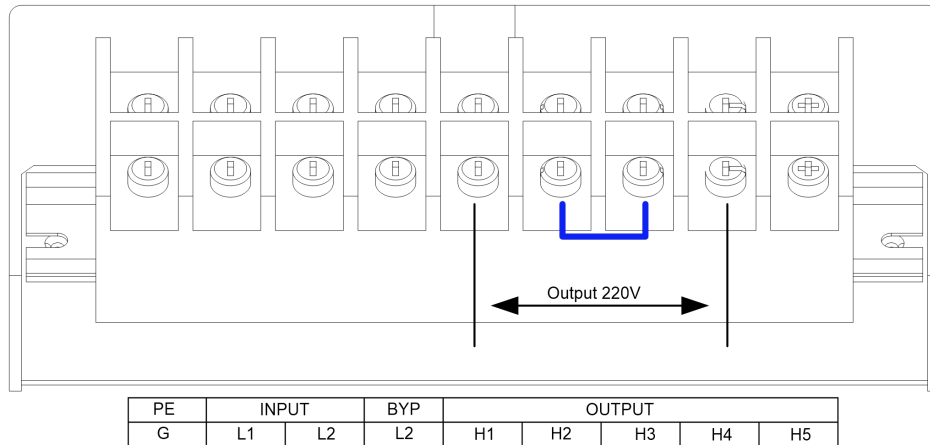 Output 220V
PE INPUT BYP OUTPUT
G L1 L2 L2 H1 H2 H3 H4 H5